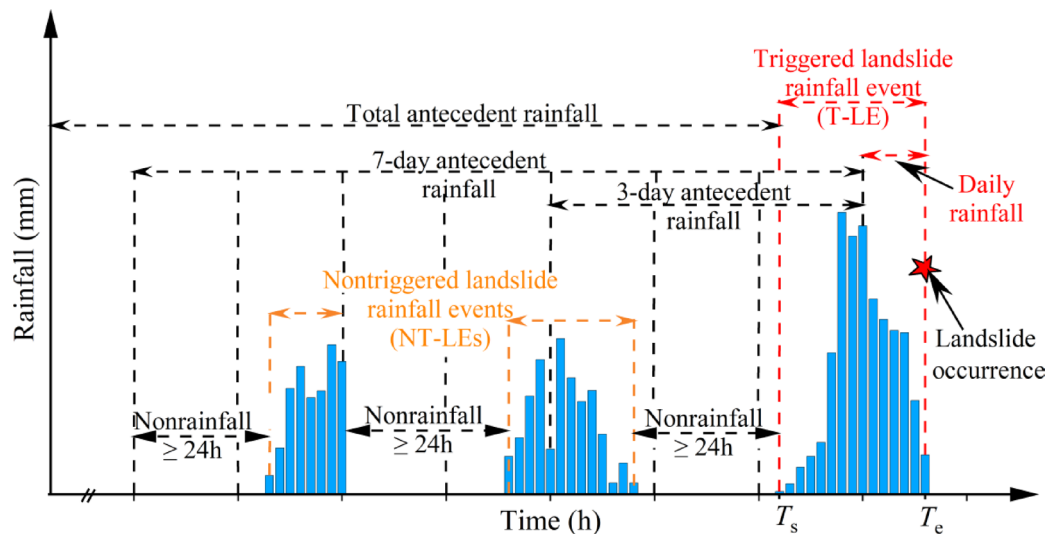 Triggered landslide
rainfall event
(T-LE)
Total antecedent rainfall
7-day antecedent
rainfall
3-day antecedent
rainfall
Daily
rainfall
Rainfall (mm)
Nontriggered landslide
rainfall events
(NT-LEs)
Landslide
occurrence
Nonrainfall
≥ 24h
Nonrainfall
≥ 24h
Nonrainfall
≥ 24h
Time (h)
Ts
Te